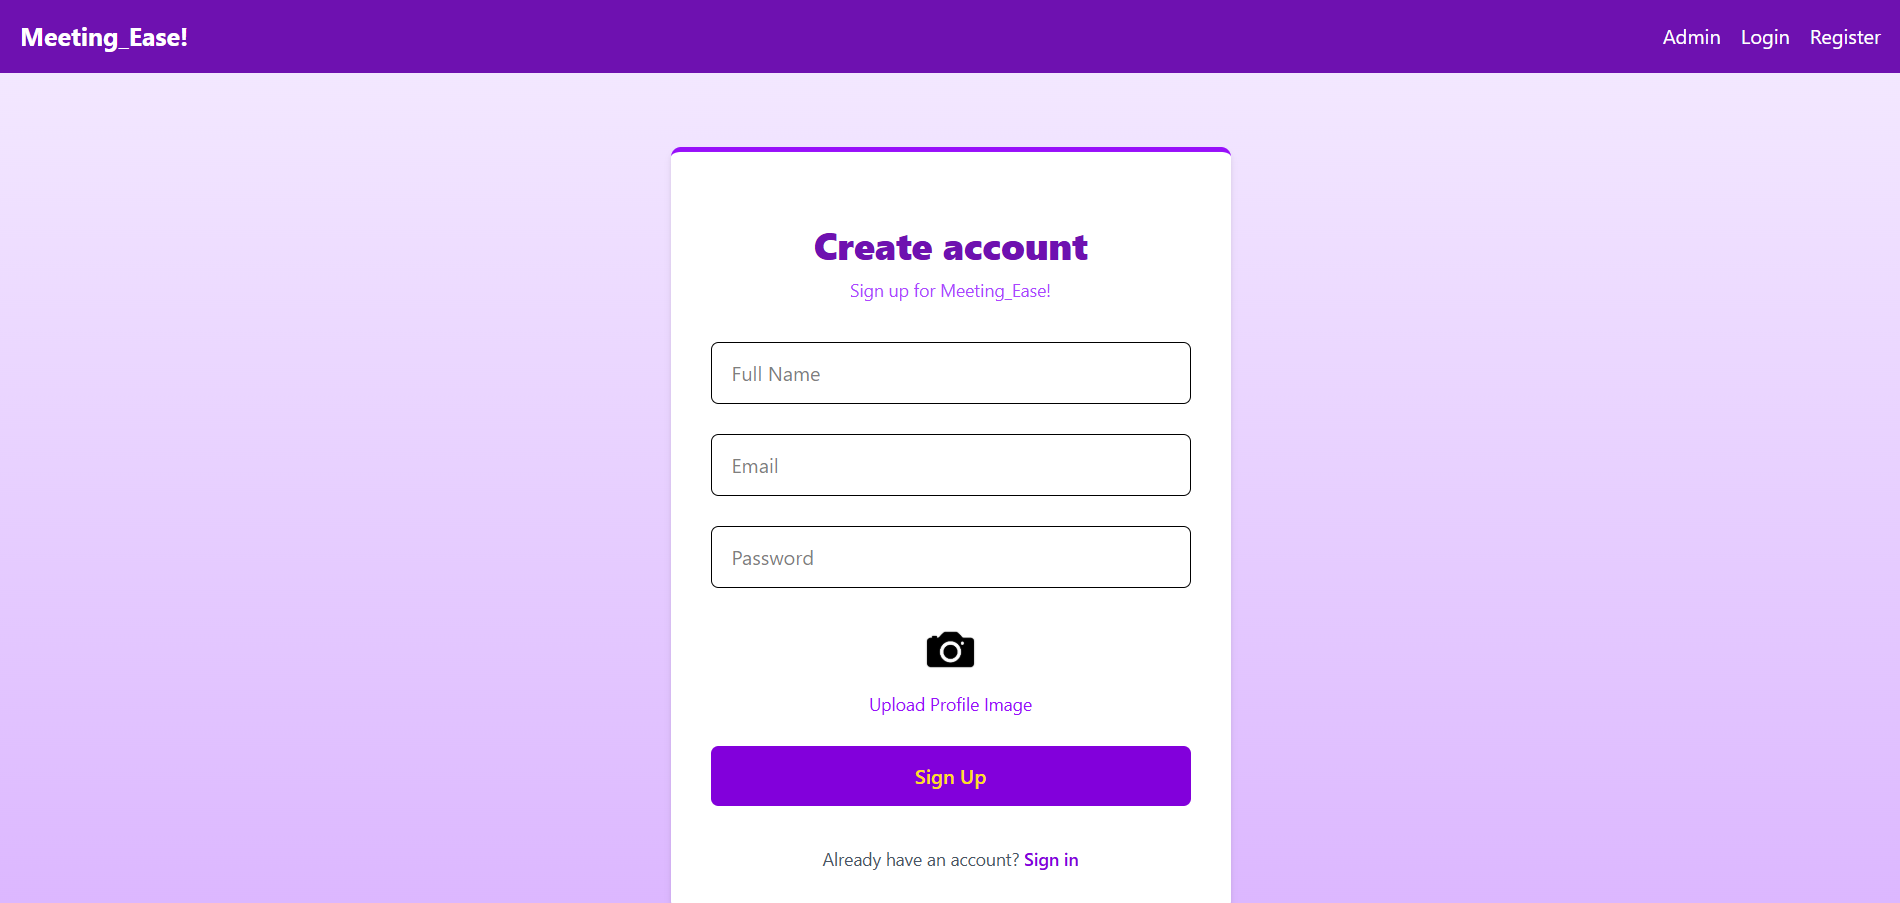 Meeting_Ease!
Admin Login Register
Create account
Sign up for Meeting_Ease!
Full Name
Email
Password
Upload Profile Image
Sign Up
Already have an account? Sign in